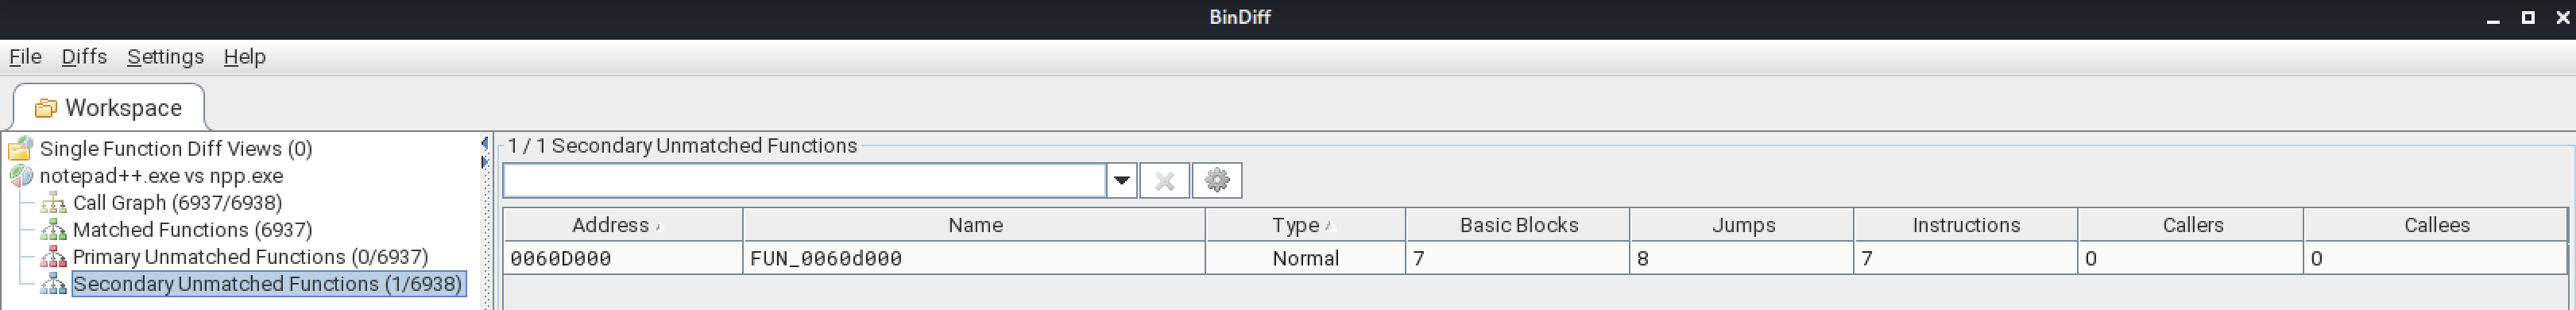 BinDiff
File Diffs Settings Help
Workspace
Single Function Diff Views (0)
notepad++.exe vs npp.exe
Call Graph (6937/6938)
Matched Functions (6937)
Primary Unmatched Functions (0/6937)
Secondary Unmatched Functions (1/6938)
1 / 1 Secondary Unmatched Functions
Address Name Type Basic Blocks Jumps Instructions Callers Callees
0060D000 FUN_0060d000 Normal 7 8 7 0 0